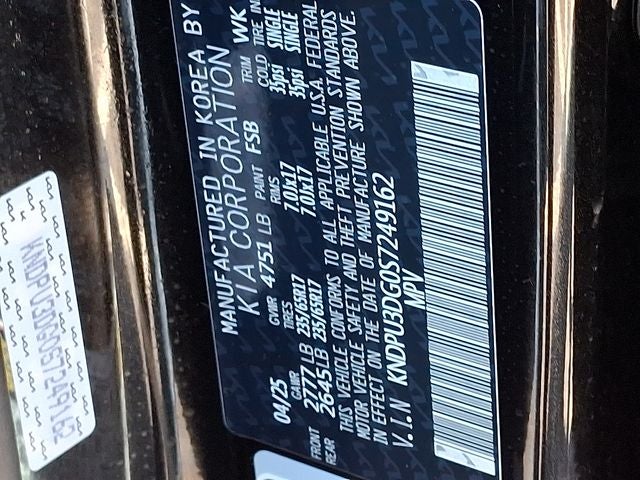 MANUFACTURED IN KOREA BY
KIA CORPORATION
04/25 GVWR 4751 LB PAINT FSB TRIM WK
GAWR TIRES RIMS COLD TIRE
FRONT 2777 LB 235/65R17 7.0Jx17 35psi SINGLE
REAR 2645 LB 235/65R17 7.0Jx17 35psi SINGLE
THIS VEHICLE CONFORMS TO ALL APPLICABLE U.S.A. FEDERAL
MOTOR VEHICLE SAFETY AND THEFT PREVENTION STANDARDS
IN EFFECT ON THE DATE OF MANUFACTURE SHOWN ABOVE.
V.I.N KNDPU3DG0S7249162
MPV
KNDPU3DG0S7249162